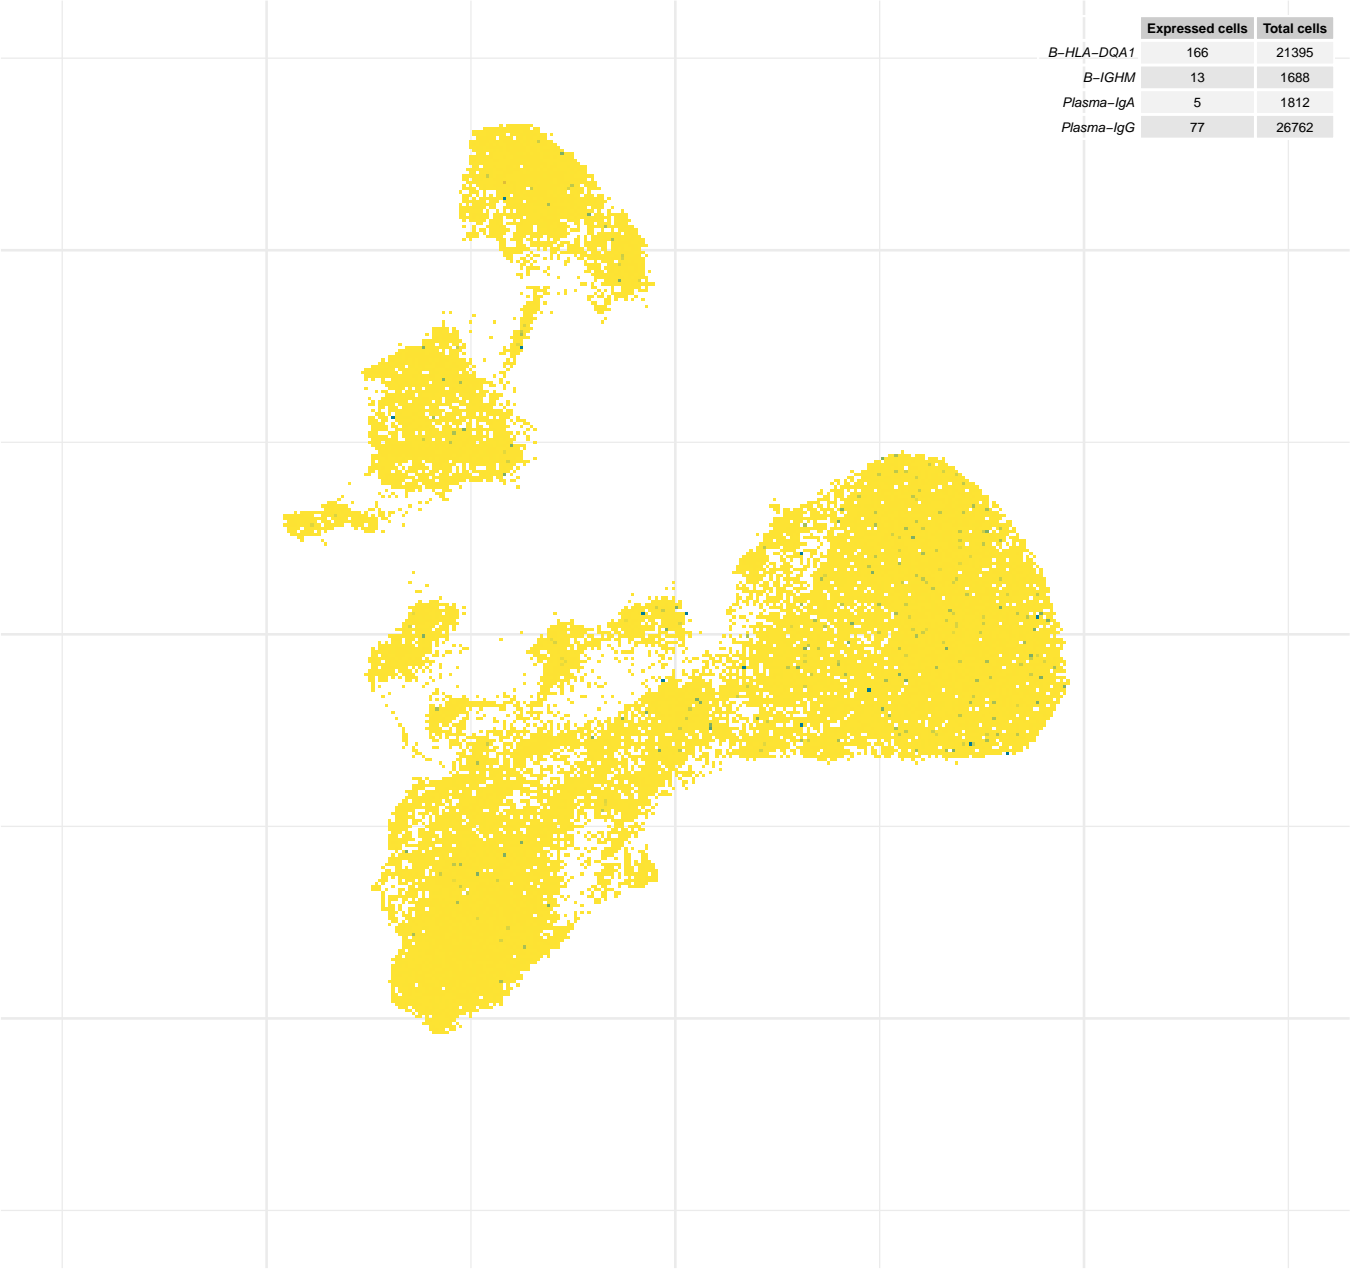 Expressed cells Total cells
B−HLA−DQA1 166 21395
B−IGHM 13 1688
Plasma−IgA 5 1812
Plasma−IgG 77 26762